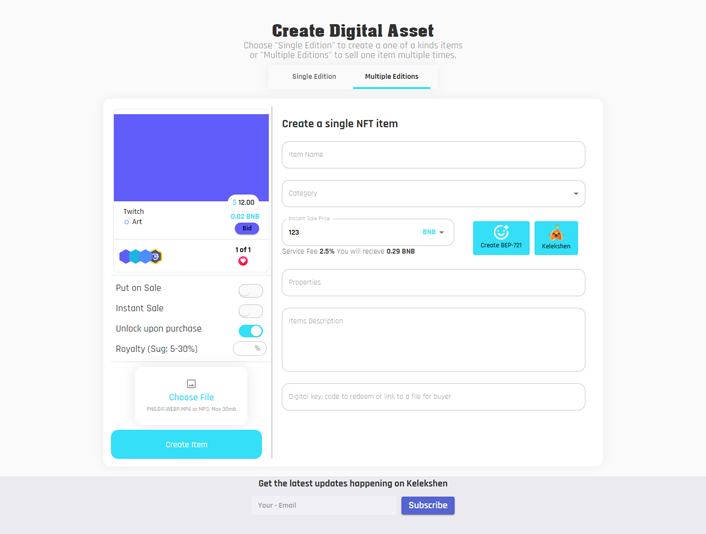 Create Digital Asset
Choose "Single Edition" to create a one of a kinds items
or "Multiple Editions" to sell one item multiple times.
Single Edition
Multiple Editions
$ 12.00
Twitch
0.02 BNB
Art
Bid
1 of 1
Put on Sale
Instant Sale
Unlock upon purchase
Royalty (Sug: 5-30%)
%
Choose File
PNG,GIF,WEBP,MP4 or MP3. Max 30mb
Create Item
Create a single NFT item
Item Name
Category
Instant Sale Price
123
BNB
Service Fee 2.5% You will recieve 0.29 BNB
Create BEP-721
Kelekshen
Properties
Items Description
Digital key, code to redeem or link to a file for buyer
Get the latest updates happening on Kelekshen
Your - Email
Subscribe